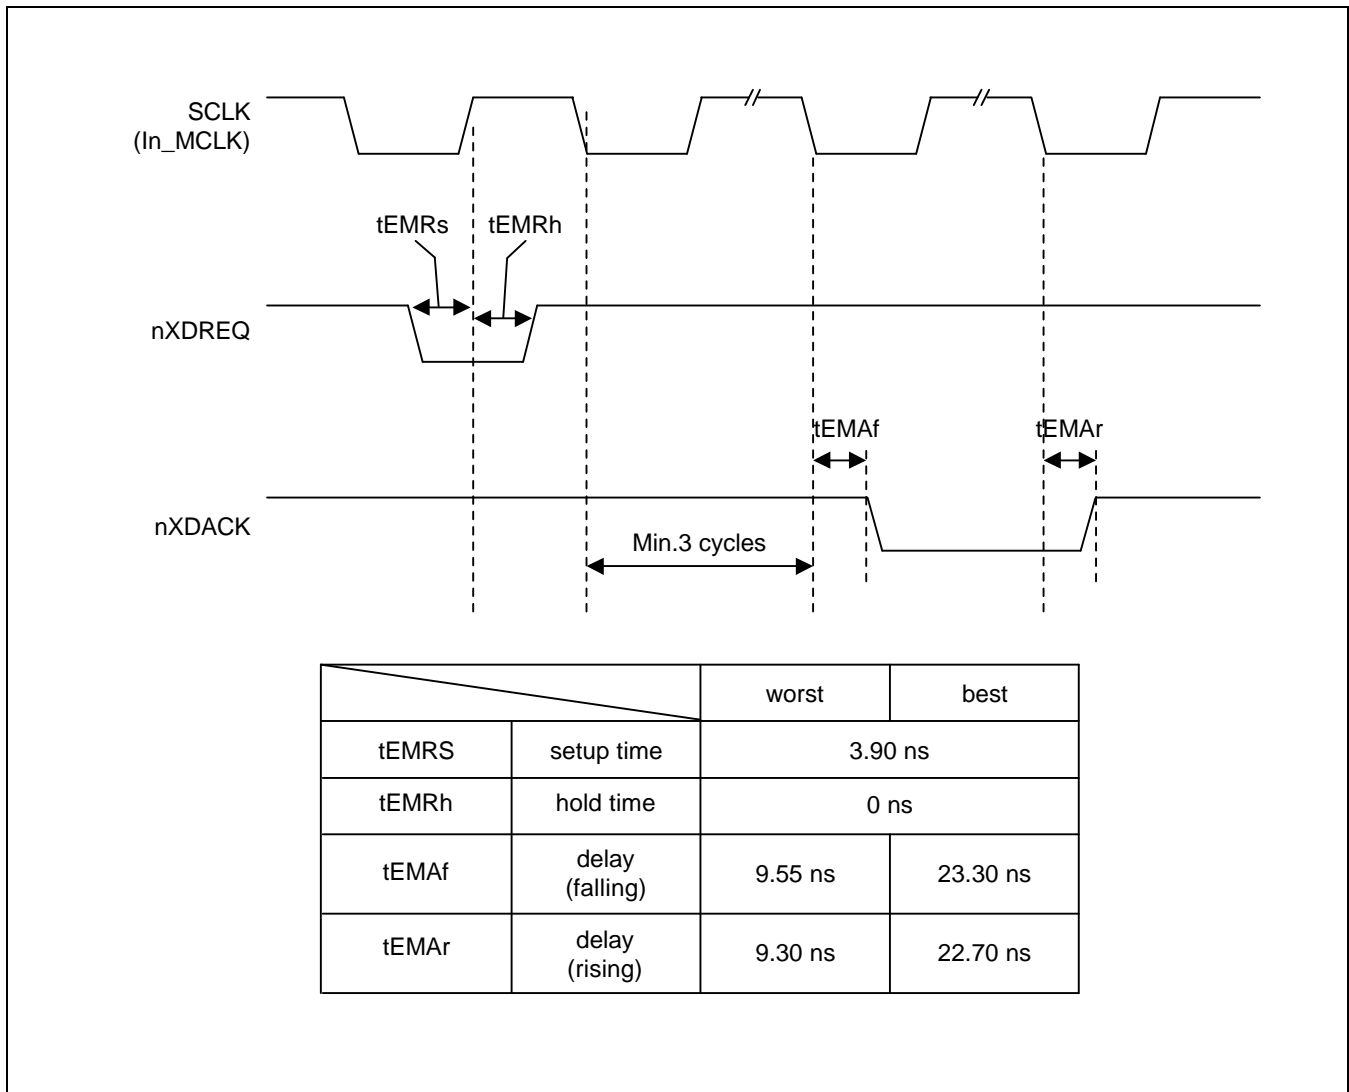 SCLK
(In_MCLK)
tEMRs tEMRh
nXDREQ
tEMAf tEMAr
nXDACK
Min.3 cycles
worst best
tEMRS setup time 3.90 ns
tEMRh hold time 0 ns
tEMAf delay (falling) 9.55 ns 23.30 ns
tEMAr delay (rising) 9.30 ns 22.70 ns